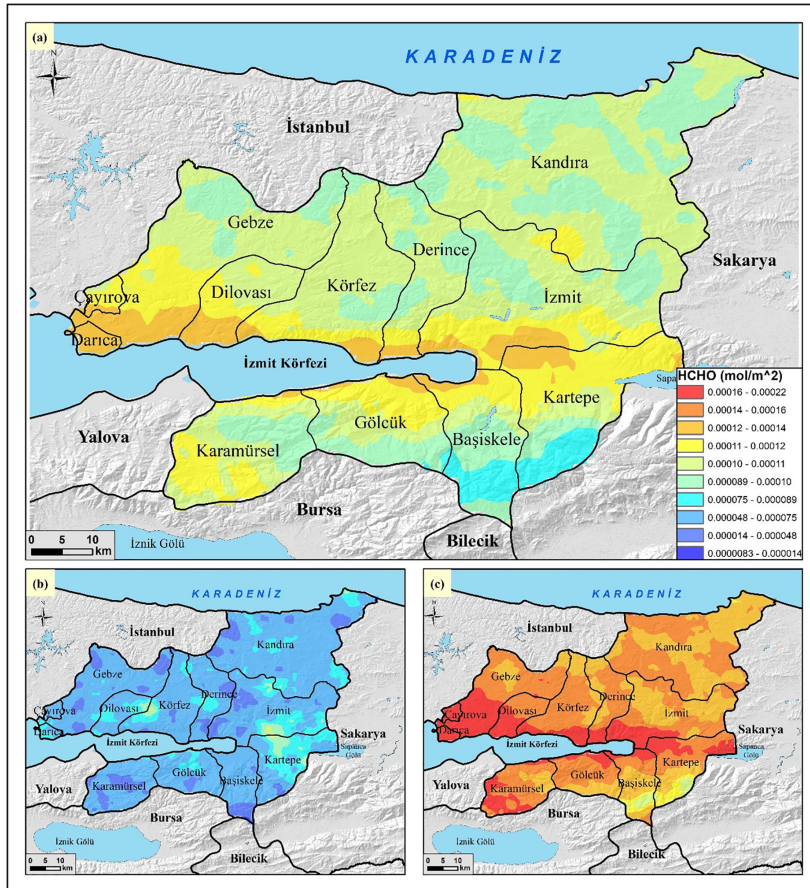 (a)
N
KARADENİZ
İstanbul
Kandıra
Gebze
Derince
Sakarya
Çayırova
Dilovası
Körfez
İzmit
Darıca
İzmit Körfezi
Sapa
Kartepe
Yalova
Gölcük
Başiskele
Karamürsel
Bursa
Bilecik
İznik Gölü
0 5 10
km
HCHO (mol/m^2)
0.00016 - 0.00022
0.00014 - 0.00016
0.00012 - 0.00014
0.00011 - 0.00012
0.00010 - 0.00011
0.000089 - 0.00010
0.000075 - 0.000089
0.000048 - 0.000075
0.000014 - 0.000048
0.0000083 - 0.000014
(b)
N
KARADENİZ
İstanbul
Kandıra
Gebze
Derince
Dilovası
Körfez
Çayırova
İzmit
Darıca
Sakarya
İzmit Körfezi
Sapanca
Gölü
Kartepe
Gölcük
Başiskele
Yalova
Karamürsel
Bursa
İznik Gölü
Bilecik
0 5 10
km
(c)
N
KARADENİZ
İstanbul
Kandıra
Gebze
Derince
Dilovası
Körfez
Çayırova
İzmit
Darıca
Sakarya
İzmit Körfezi
Sapanca
Gölü
Kartepe
Gölcük
Başiskele
Yalova
Karamürsel
Bursa
İznik Gölü
Bilecik
0 5 10
km